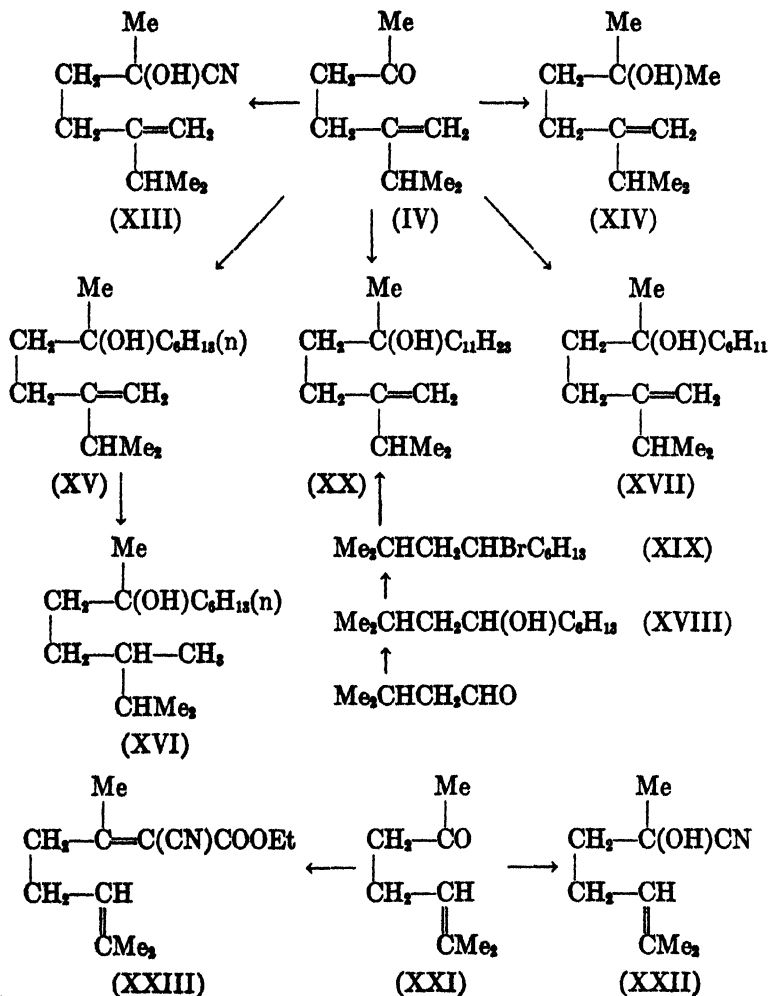 Me Me Me
CH₂—C(OH)CN CH₂—CO CH₂—C(OH)Me
CH₂—C=CH₂ CH₂—C=CH₂ CH₂—C=CH₂
CHMe₂ CHMe₂ CHMe₂
(XIII) (IV) (XIV)
Me Me Me
CH₂—C(OH)C₆H₁₃(n) CH₂—C(OH)C₁₁H₂₃ CH₂—C(OH)C₆H₁₁
CH₂—C=CH₂ CH₂—C=CH₂ CH₂—C=CH₂
CHMe₂ CHMe₂ CHMe₂
(XV) (XX) (XVII)
Me Me₂CHCH₂CHBrC₆H₁₃ (XIX)
CH₂—C(OH)C₆H₁₃(n)
CH₂—CH—CH₃ Me₂CHCH₂CH(OH)C₆H₁₃ (XVIII)
CHMe₂ Me₂CHCH₂CHO
(XVI)
Me Me Me
CH₂—C=C(CN)COOEt CH₂—CO CH₂—C(OH)CN
CH₂—CH CH₂—CH CH₂—CH
CMe₂ CMe₂ CMe₂
(XXIII) (XXI) (XXII)